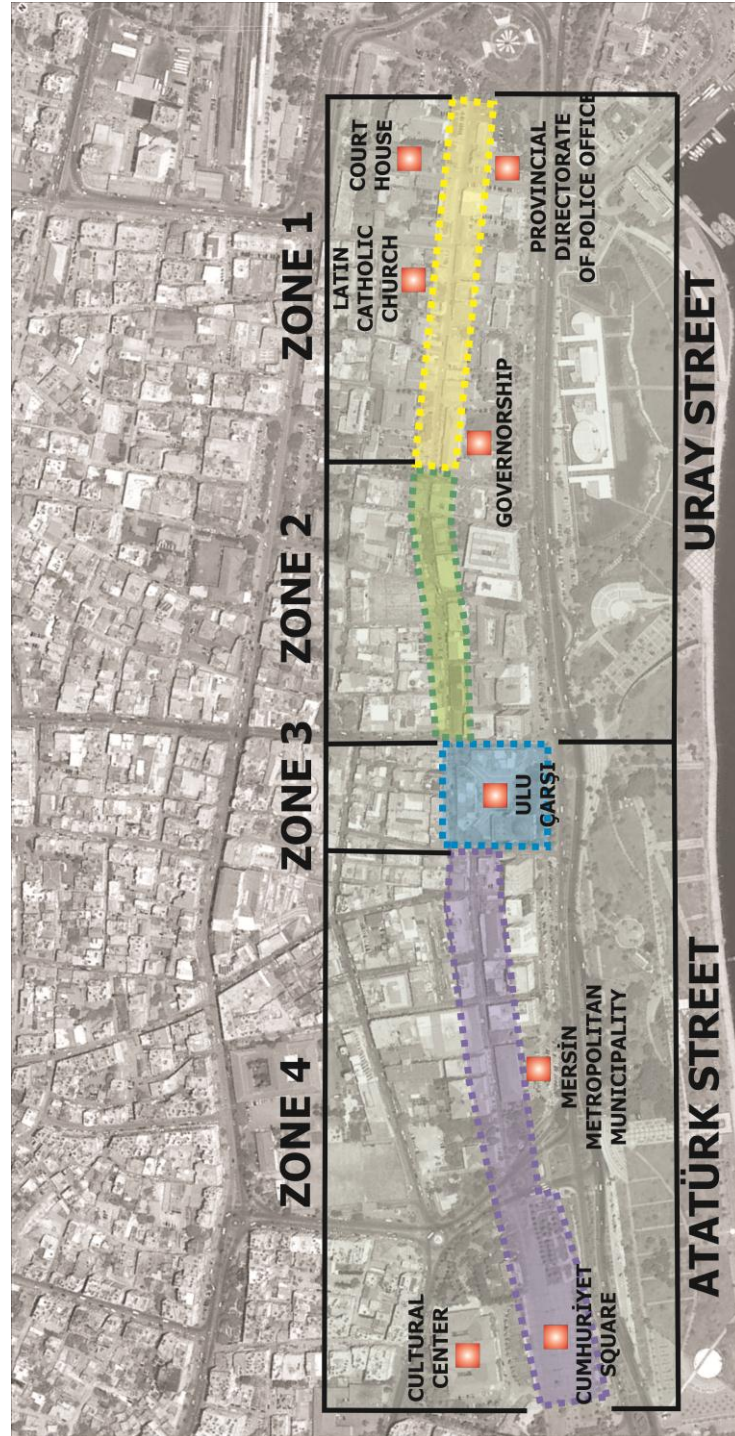 ZONE 4
ZONE 3
ZONE 2
ZONE 1
CULTURAL
CENTER
LATIN
CATHOLIC
CHURCH
COURT
HOUSE
CUMHURİYET
SQUARE
MERSİN
METROPOLITAN
MUNICIPALITY
ULU
ÇARŞI
GOVERNORSHIP
PROVINCIAL
DIRECTORATE
OF POLICE OFFICE
ATATÜRK STREET
URAY STREET